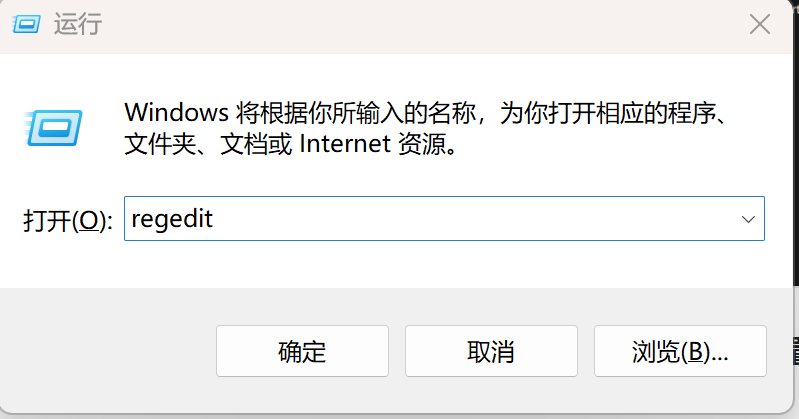 运行
Windows 将根据你所输入的名称，为你打开相应的程序、
文件夹、文档或 Internet 资源。
打开(O): regedit
确定 取消 浏览(B)...